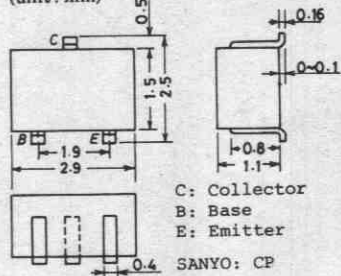 (unit: mm)
0.5
0.16
C
0~0.1
1.5
2.5
B
E
1.9
0.8
2.9
1.1
C: Collector
B: Base
E: Emitter
0.4
SANYO: CP